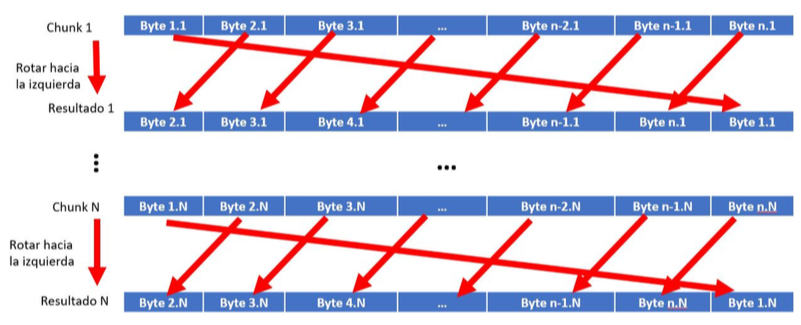 Chunk 1 Byte 1.1 Byte 2.1 Byte 3.1 ... Byte n-2.1 Byte n-1.1 Byte n.1
Rotar hacia
la izquierda
Resultado 1 Byte 2.1 Byte 3.1 Byte 4.1 ... Byte n-1.1 Byte n.1 Byte 1.1
...
...
Chunk N Byte 1.N Byte 2.N Byte 3.N ... Byte n-2.N Byte n-1.N Byte n.N
Rotar hacia
la izquierda
Resultado N Byte 2.N Byte 3.N Byte 4.N ... Byte n-1.N Byte n.N Byte 1.N